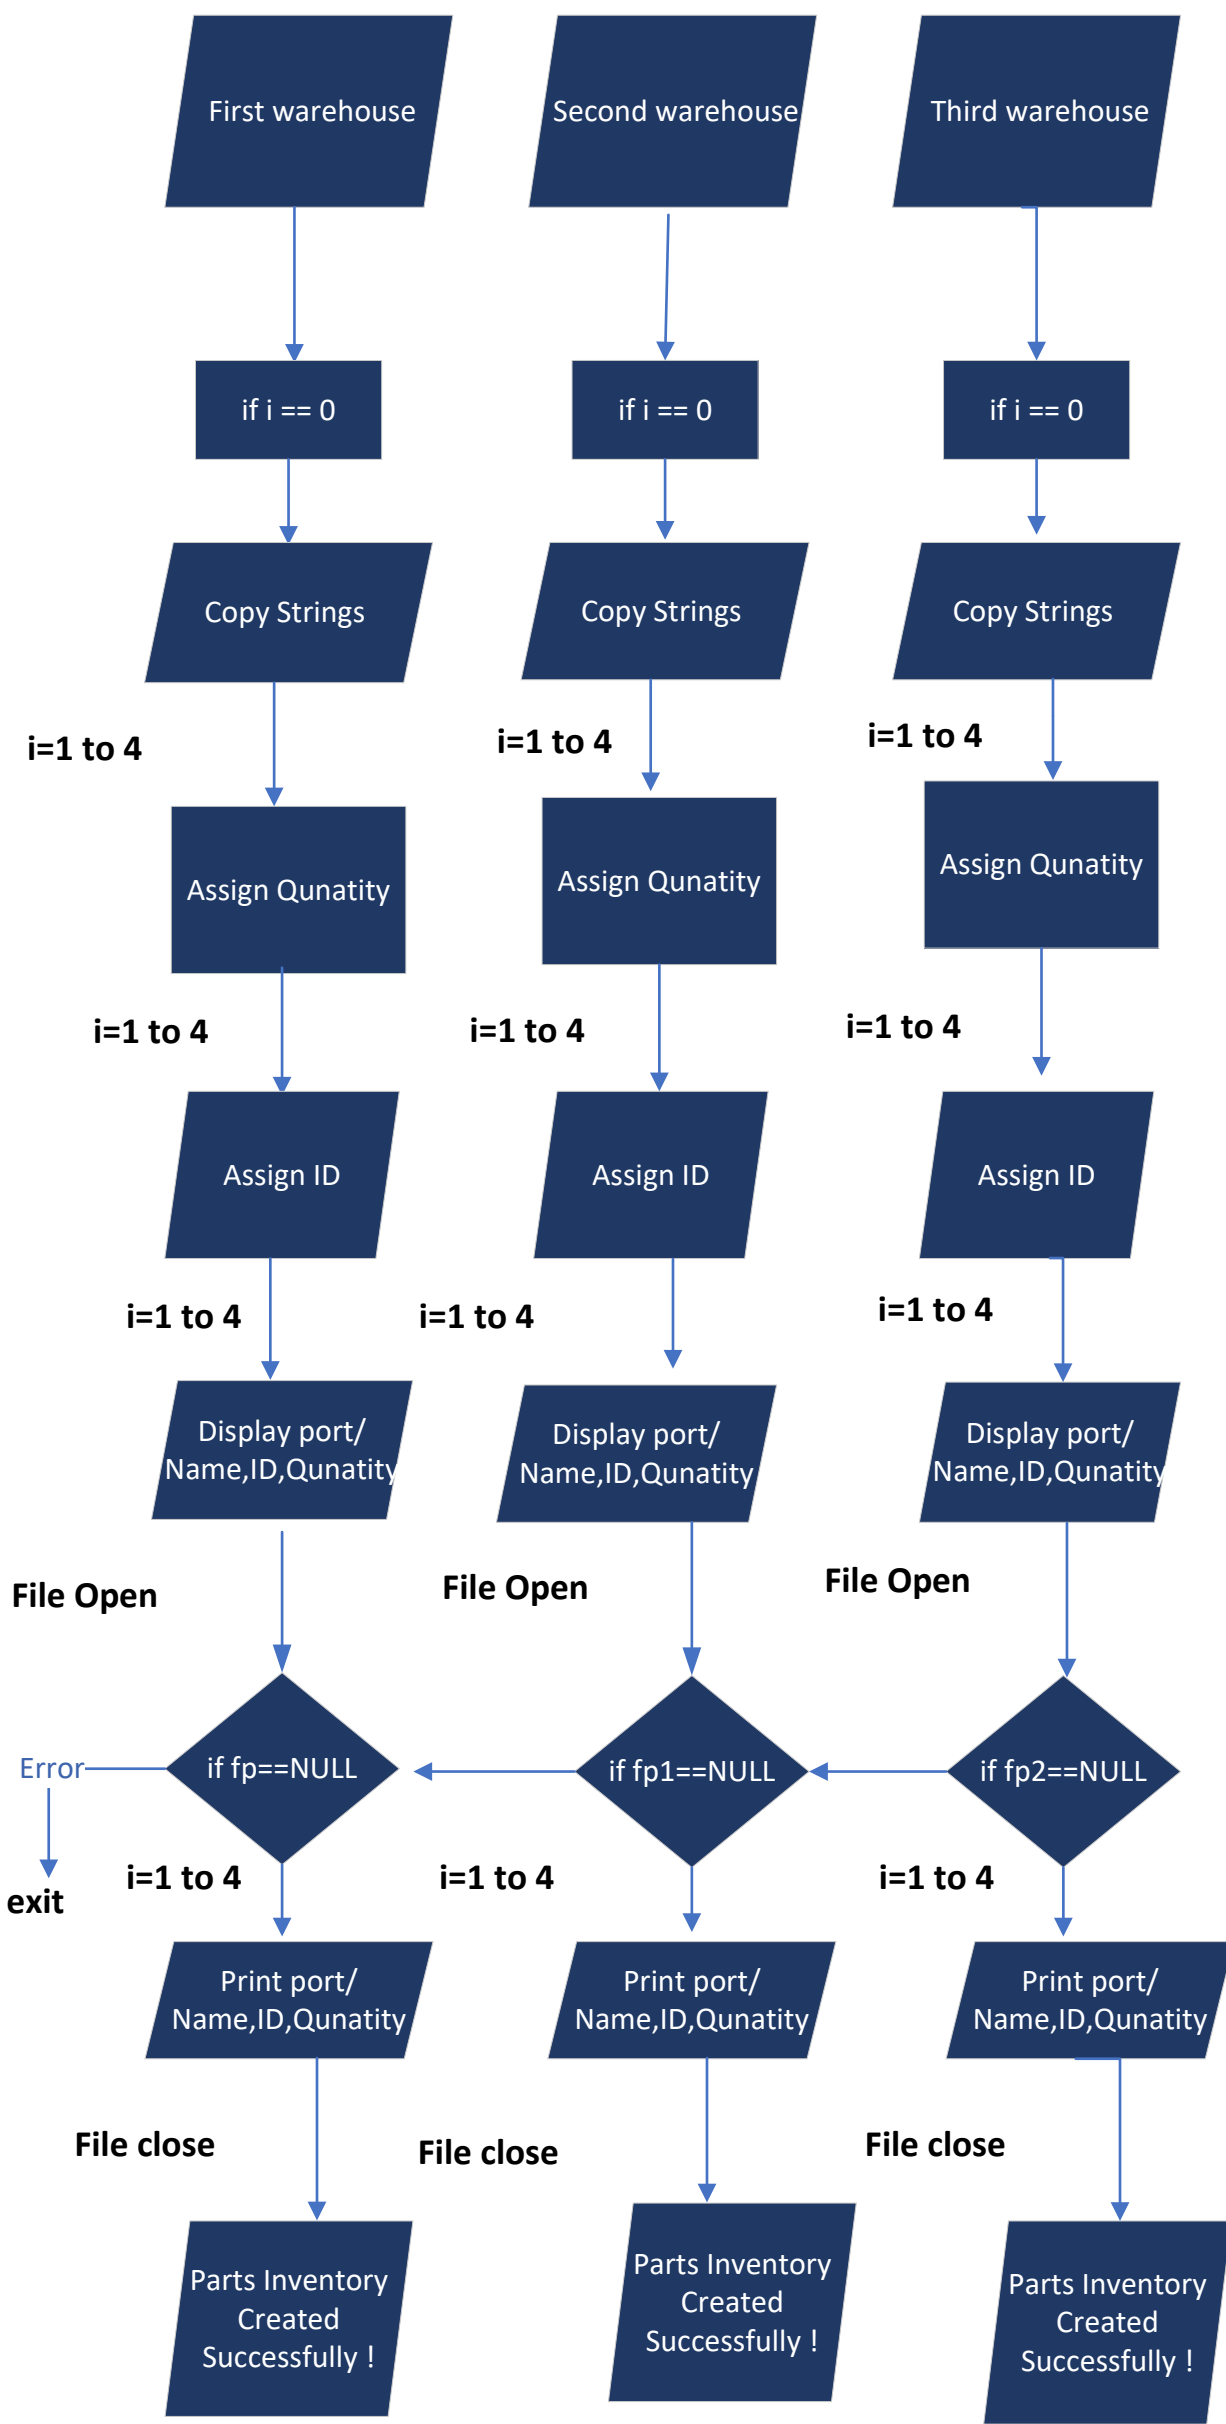 First warehouse
Second warehouse
Third warehouse
if i == 0
if i == 0
if i == 0
Copy Strings
Copy Strings
Copy Strings
i=1 to 4
i=1 to 4
i=1 to 4
Assign Qunatity
Assign Qunatity
Assign Qunatity
i=1 to 4
i=1 to 4
i=1 to 4
Assign ID
Assign ID
Assign ID
i=1 to 4
i=1 to 4
i=1 to 4
Display port/
Name,ID,Qunatity
Display port/
Name,ID,Qunatity
Display port/
Name,ID,Qunatity
File Open
File Open
File Open
Error
if fp==NULL
if fp1==NULL
if fp2==NULL
exit
i=1 to 4
i=1 to 4
i=1 to 4
Print port/
Name,ID,Qunatity
Print port/
Name,ID,Qunatity
Print port/
Name,ID,Qunatity
File close
File close
File close
Parts Inventory
Created
Successfully !
Parts Inventory
Created
Successfully !
Parts Inventory
Created
Successfully !